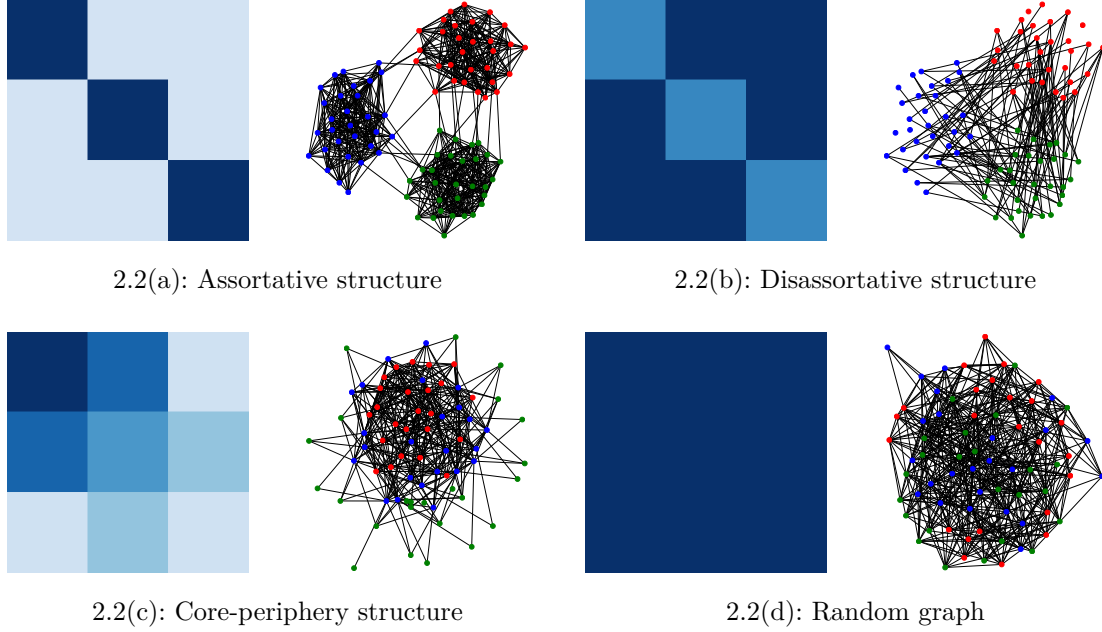 2.2(a): Assortative structure
2.2(b): Disassortative structure
2.2(c): Core-periphery structure
2.2(d): Random graph